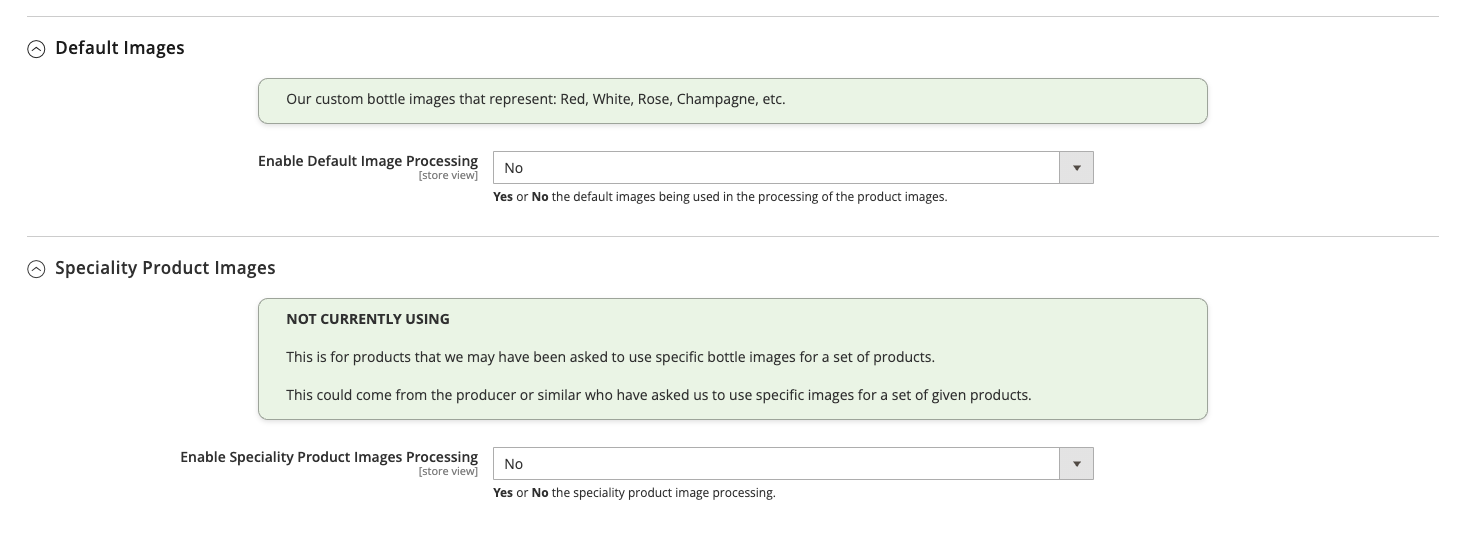 Default Images
Our custom bottle images that represent: Red, White, Rose, Champagne, etc.
Enable Default Image Processing
[store view]
No
Yes or No the default images being used in the processing of the product images.
Speciality Product Images
NOT CURRENTLY USING
This is for products that we may have been asked to use specific bottle images for a set of products.
This could come from the producer or similar who have asked us to use specific images for a set of given products.
Enable Speciality Product Images Processing
[store view]
No
Yes or No the speciality product image processing.